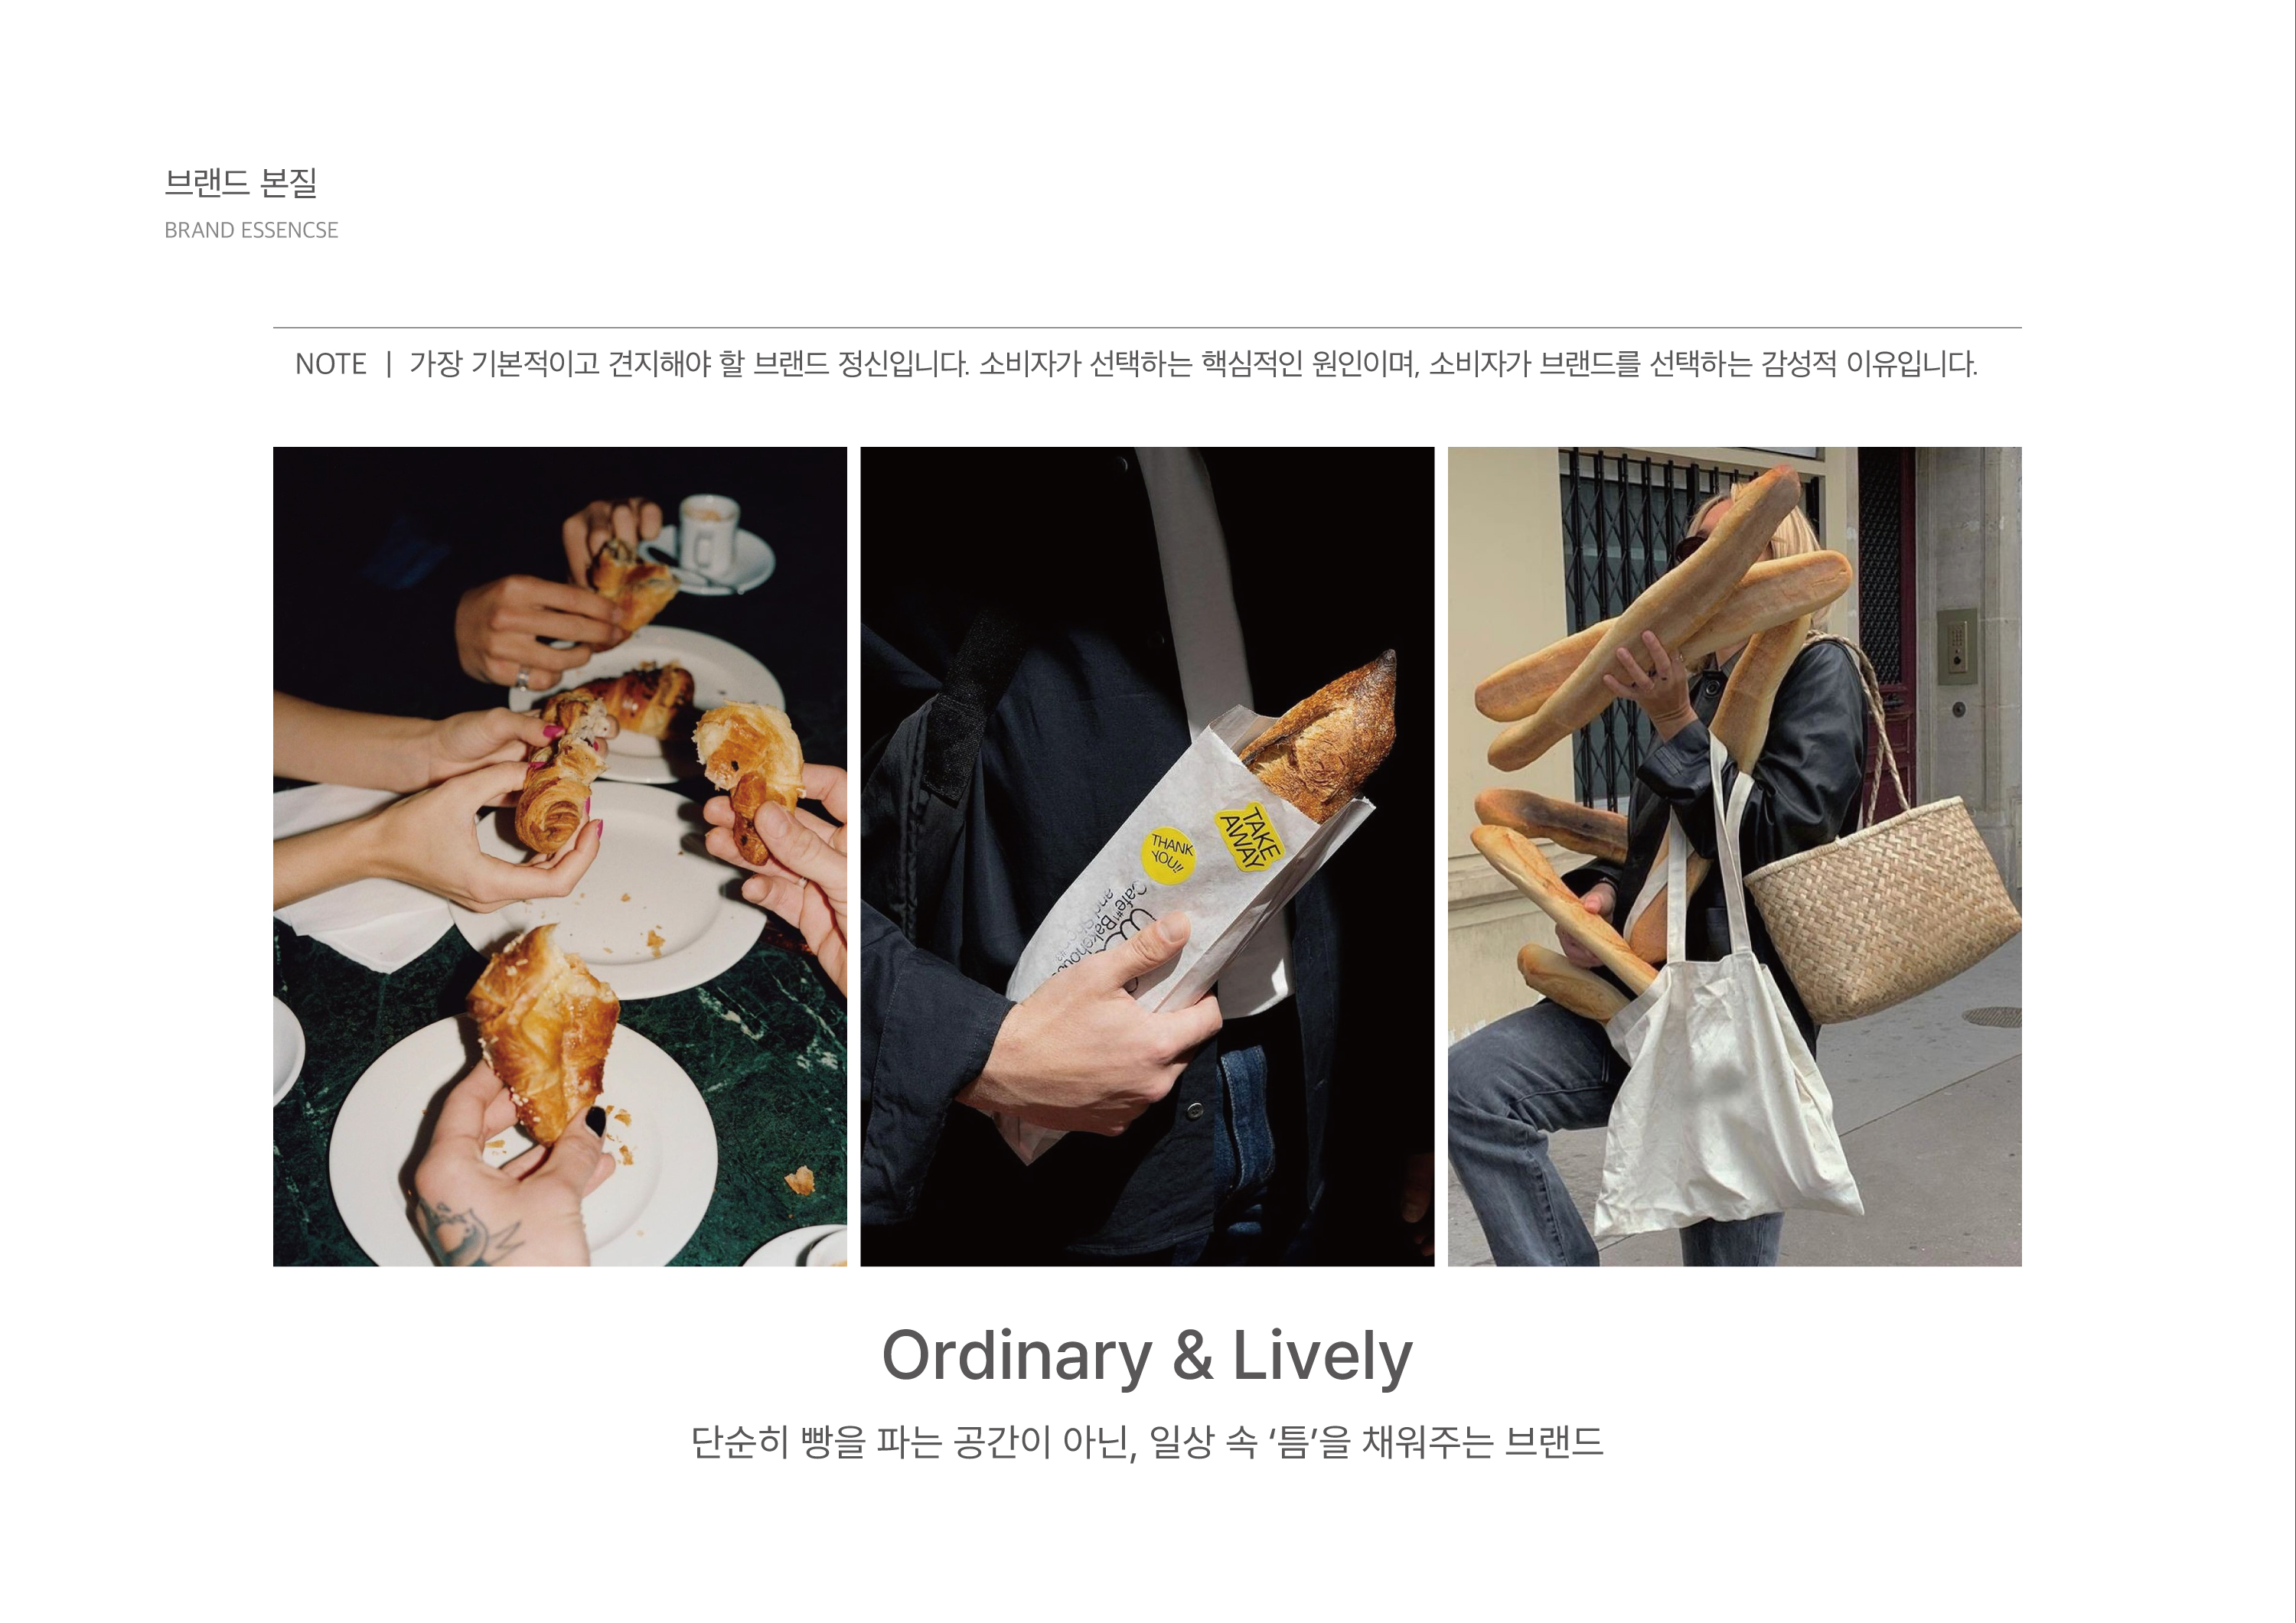 브랜드 본질
BRAND ESSENCSE
NOTE | 가장 기본적이고 견지해야 할 브랜드 정신입니다. 소비자가 선택하는 핵심적인 원인이며, 소비자가 브랜드를 선택하는 감성적 이유입니다.
TAKE
AWAY
THANK
YOU!!
Ordinary & Lively
단순히 빵을 파는 공간이 아닌, 일상 속 ‘틈’을 채워주는 브랜드